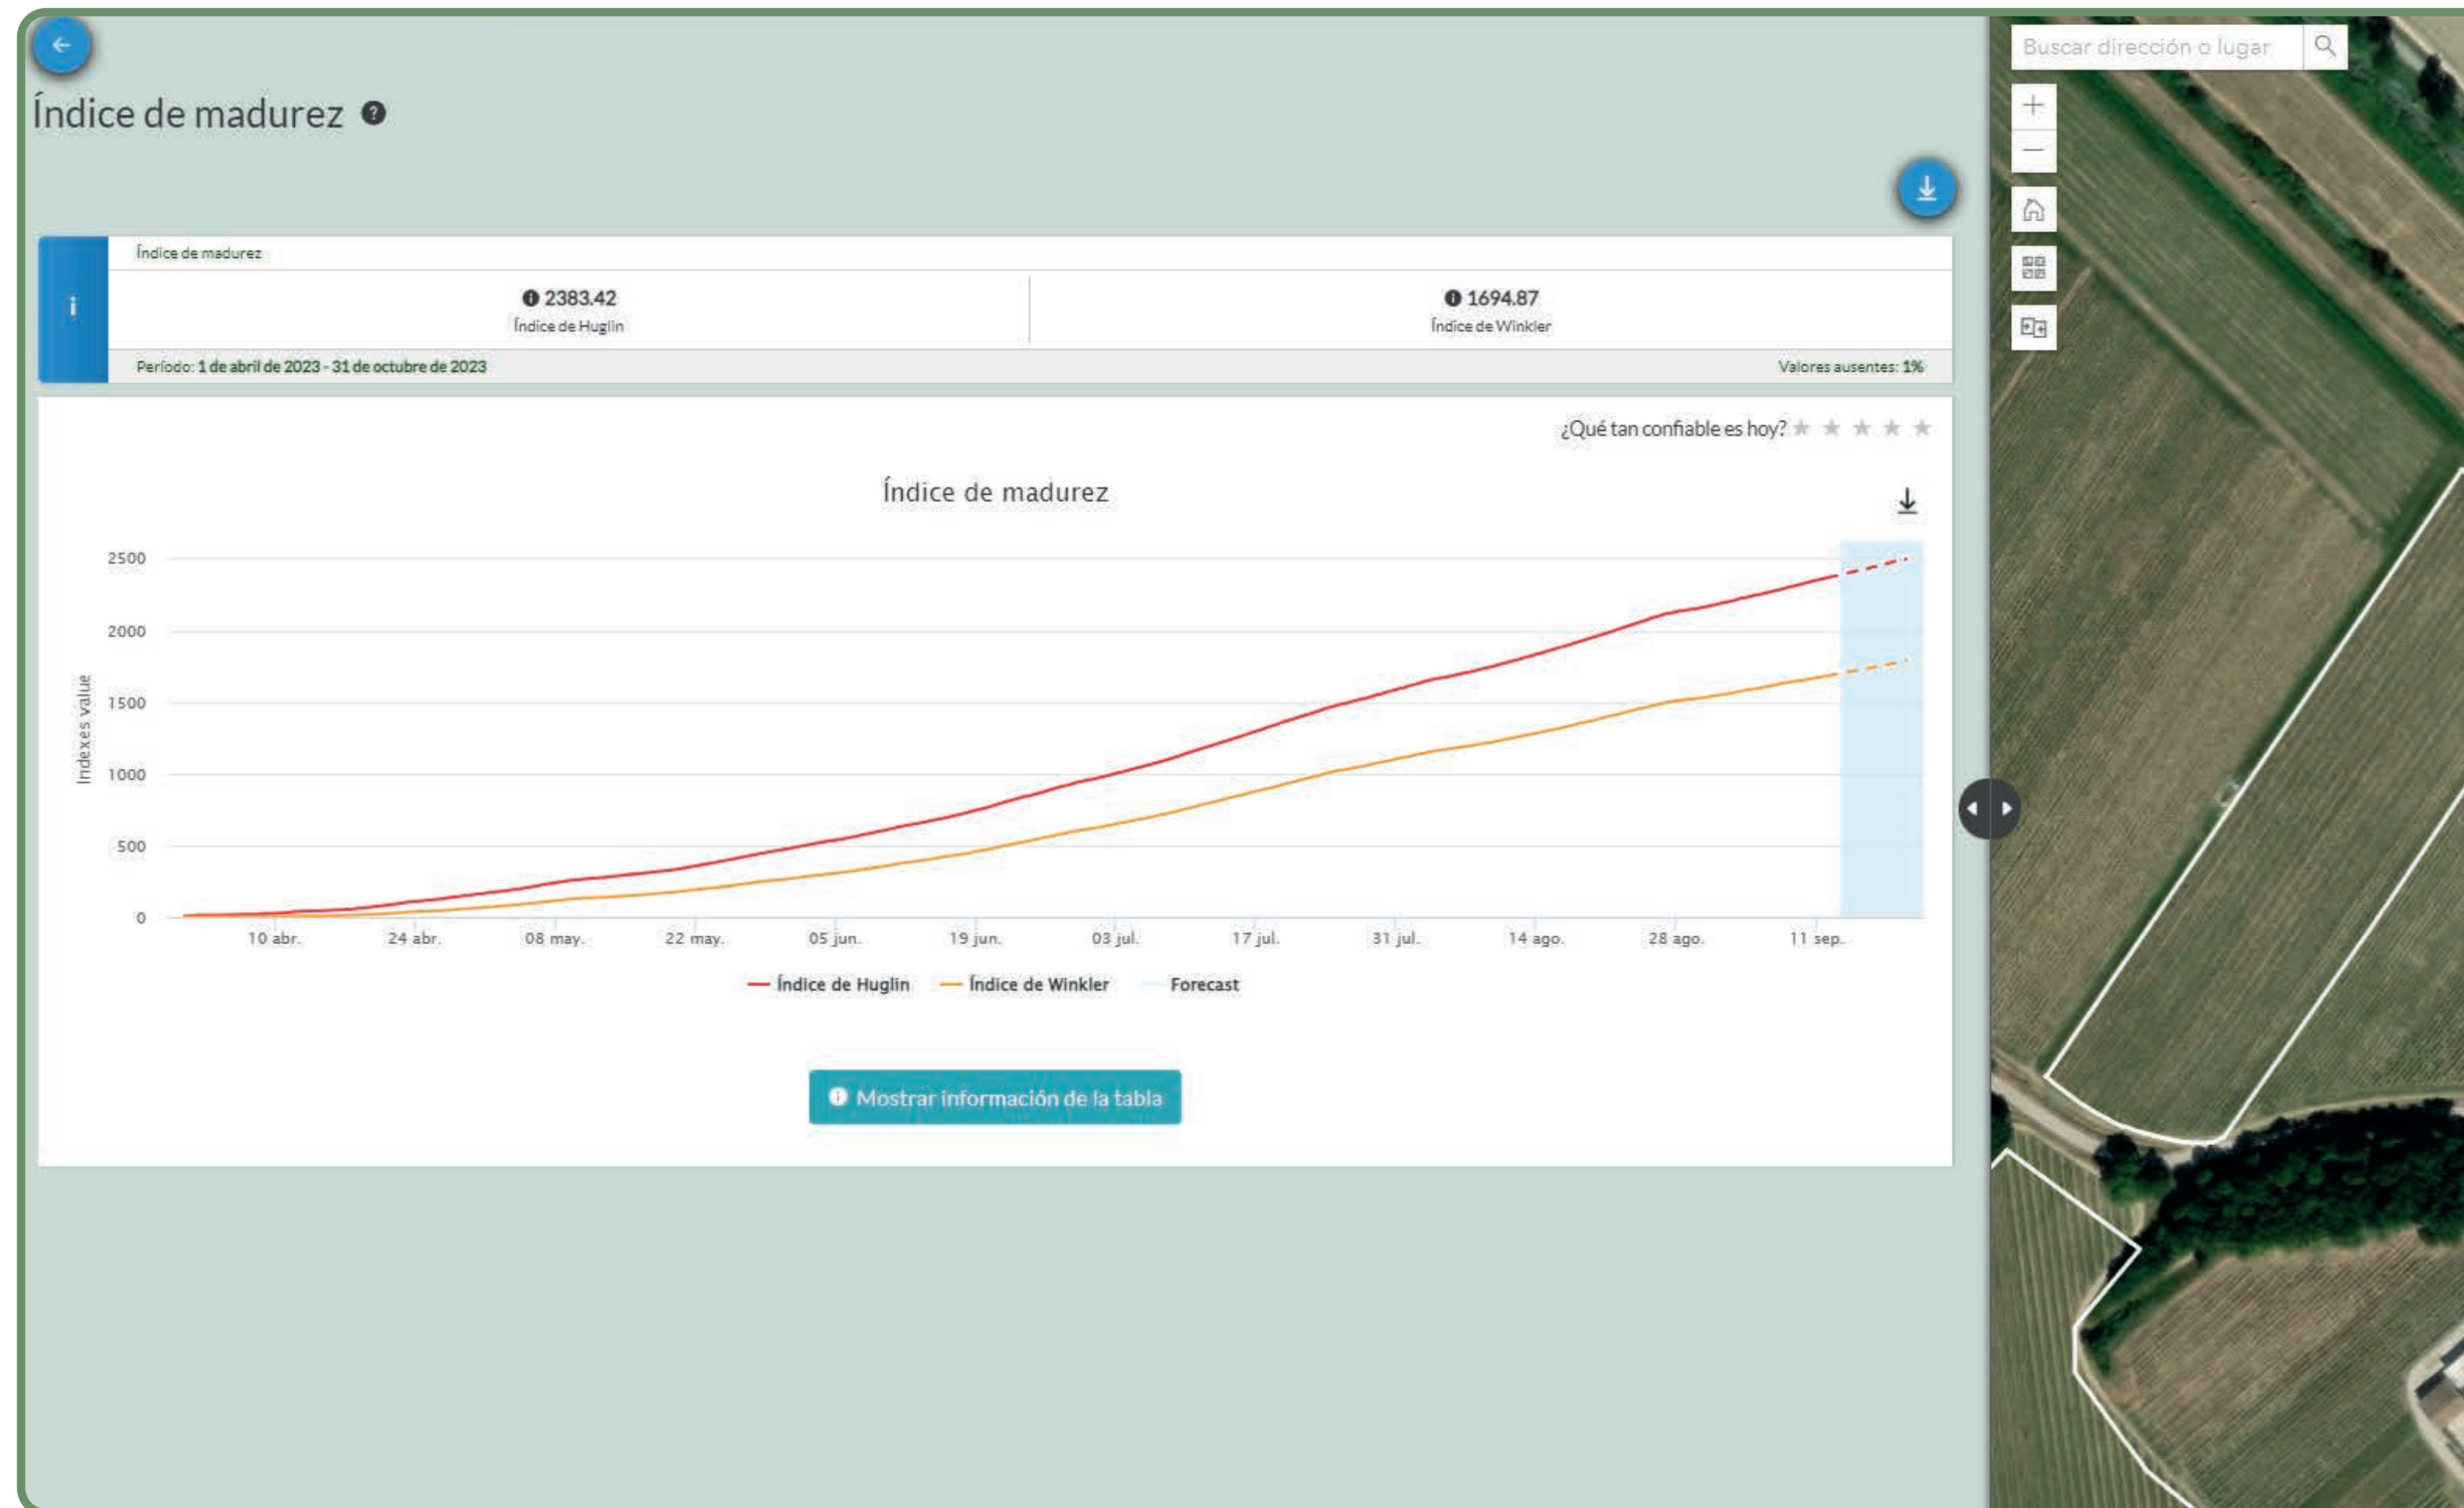 Buscar dirección o lugar
Índice de madurez
Índice de madurez
2383.42
Índice de Huglin
1694.87
Índice de Winkler
Período: 1 de abril de 2023 - 31 de octubre de 2023
Valores ausentes: 1%
¿Qué tan confiable es hoy?
Índice de madurez
Indexes value
2500
2000
1500
1000
500
0
10 abr. 24 abr. 08 may. 22 may. 05 jun. 19 jun. 03 jul. 17 jul. 31 jul. 14 ago. 28 ago. 11 sep.
Índice de Huglin Índice de Winkler Forecast
Mostrar información de la tabla